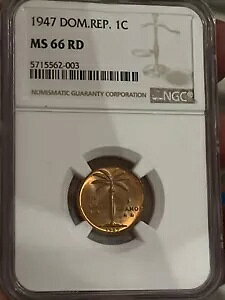 1947 DOM.REP. 1C
MS 66 RD
5715562-003
NUMISMATIC GUARANTY CORPORATION
NGC